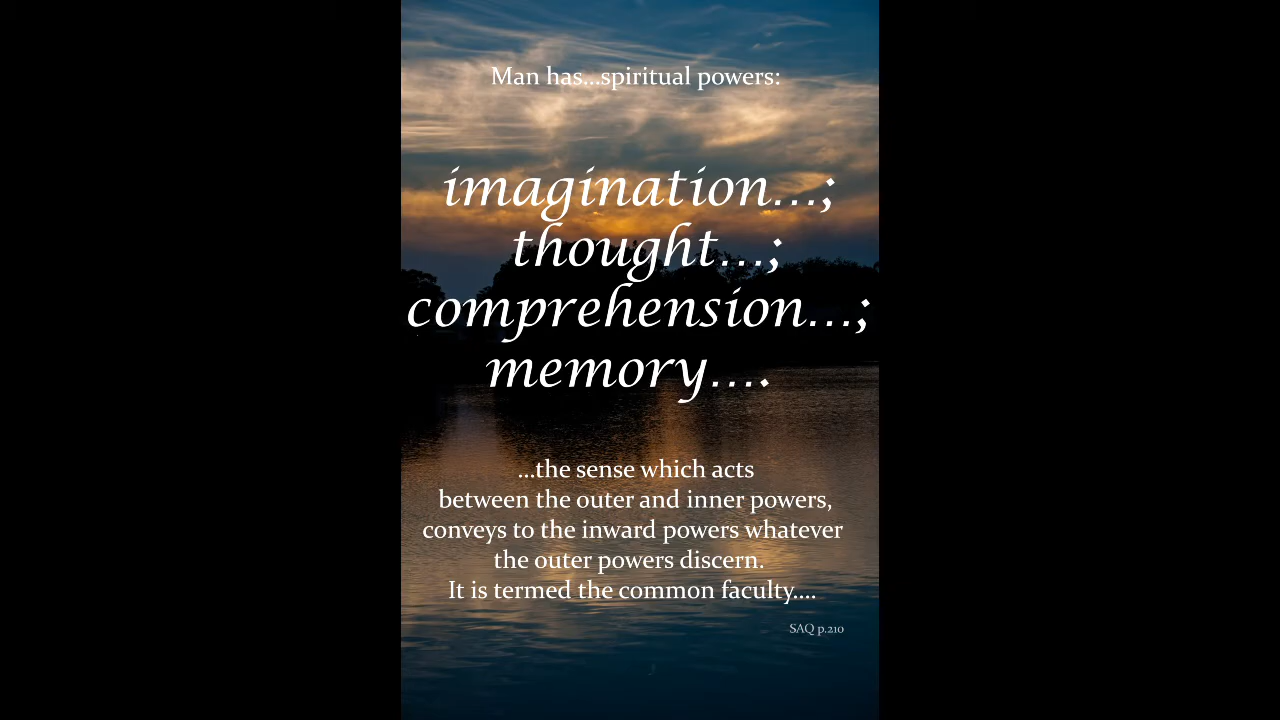 Man has...spiritual powers:
imagination...;
thought...;
comprehension...;
memory....
...the sense which acts
between the outer and inner powers,
conveys to the inward powers whatever
the outer powers discern.
It is termed the common faculty....
SAQ p.210